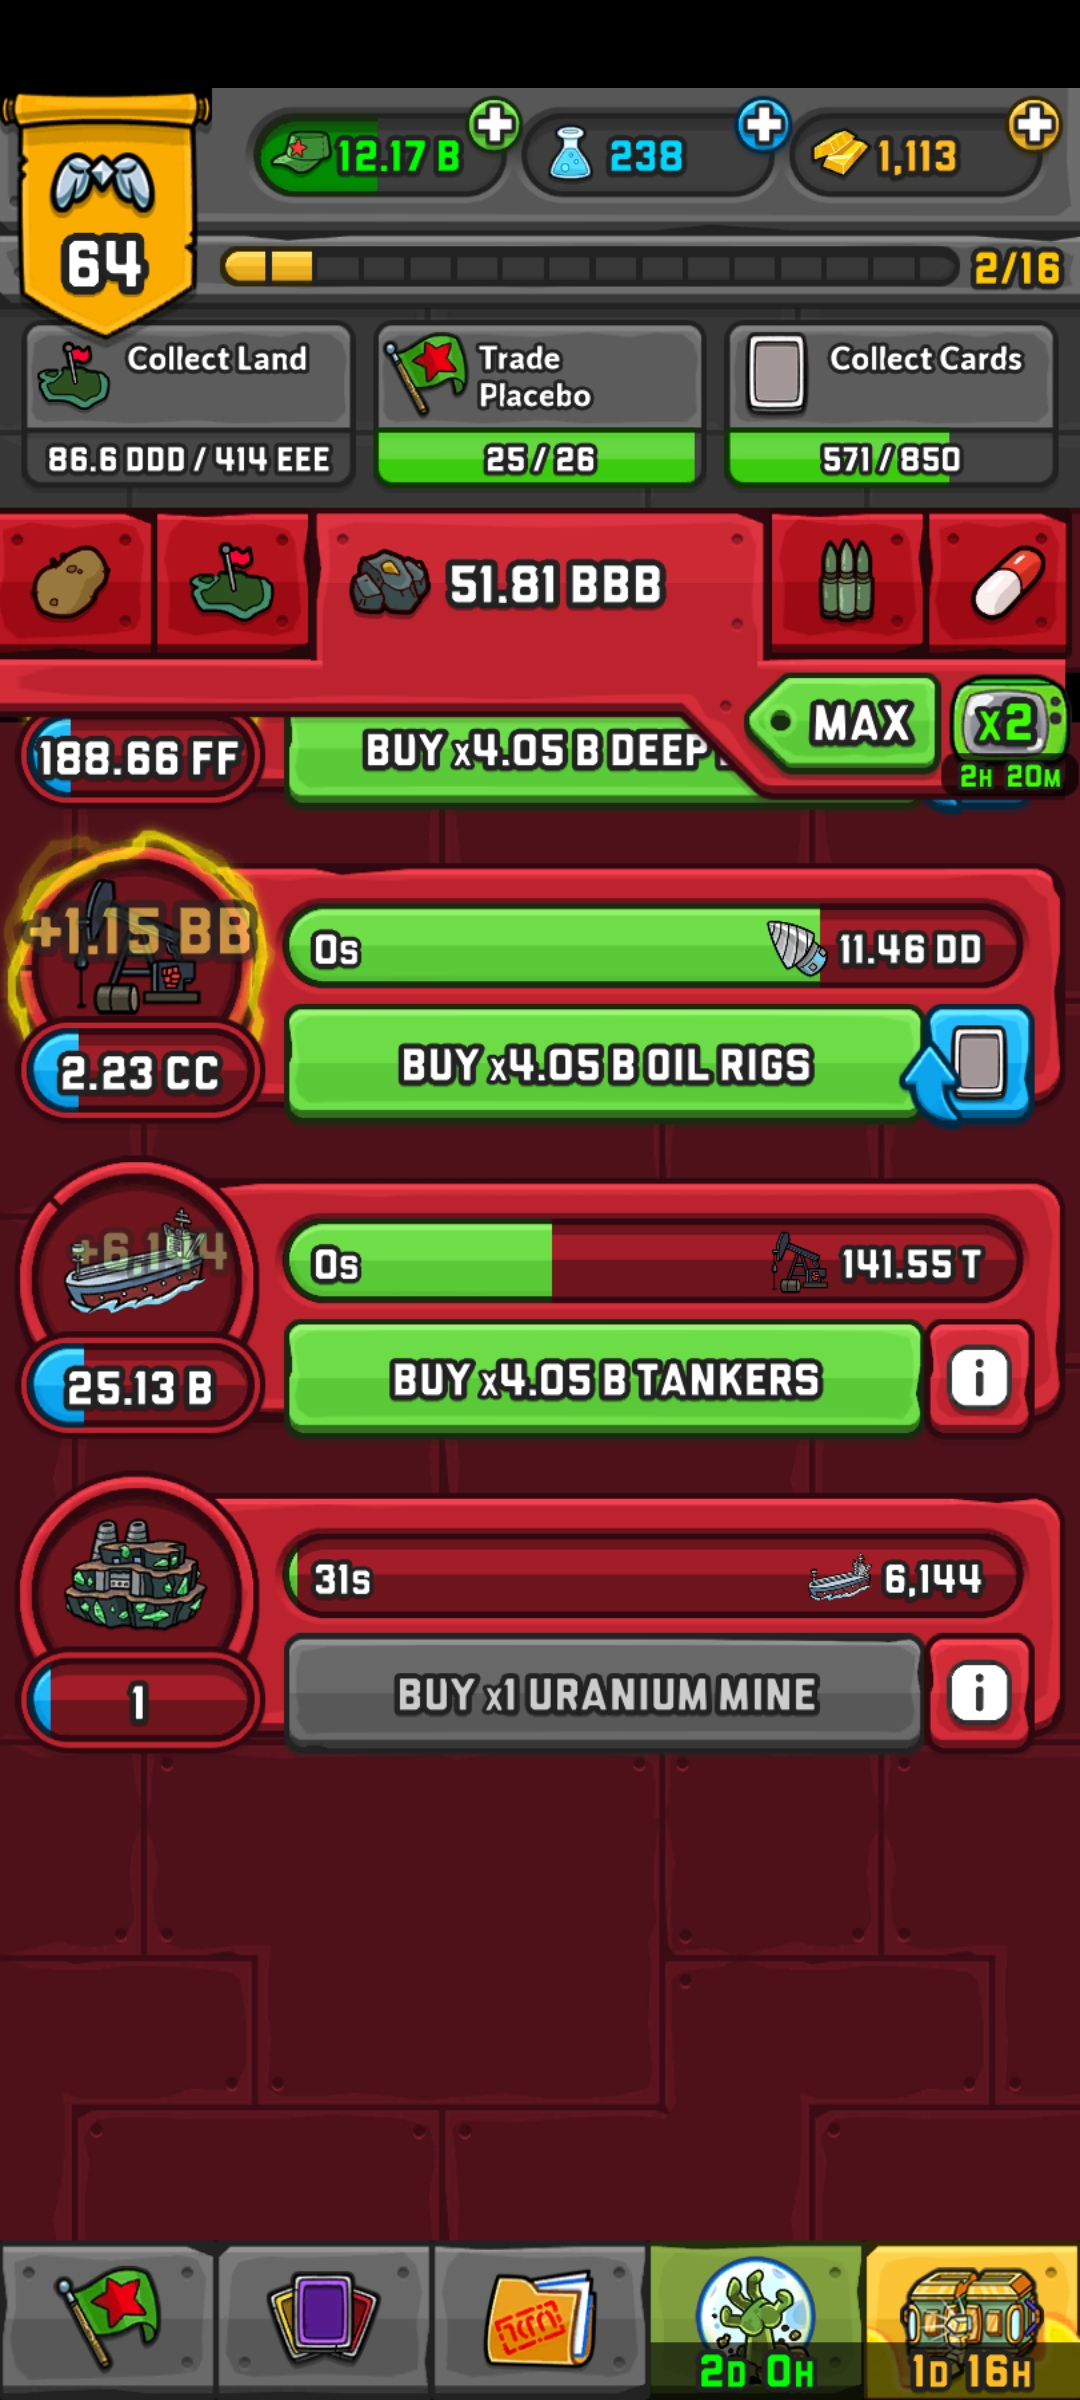 64
12.17 B
238
1,113
2/16
Collect Land
86.6 DDD / 414 EEE
Trade
Placebo
25 / 26
Collect Cards
571 / 850
51.81 BBB
MAX
x2
2H 20M
188.66 FF
BUY x4.05 B DEEP
+1.15 BB
0s
11.46 DD
2.23 CC
BUY x4.05 B OIL RIGS
+6,144
0s
141.55 T
25.13 B
BUY x4.05 B TANKERS
i
31s
6,144
1
BUY x1 URANIUM MINE
i
2D 0H
1D 16H